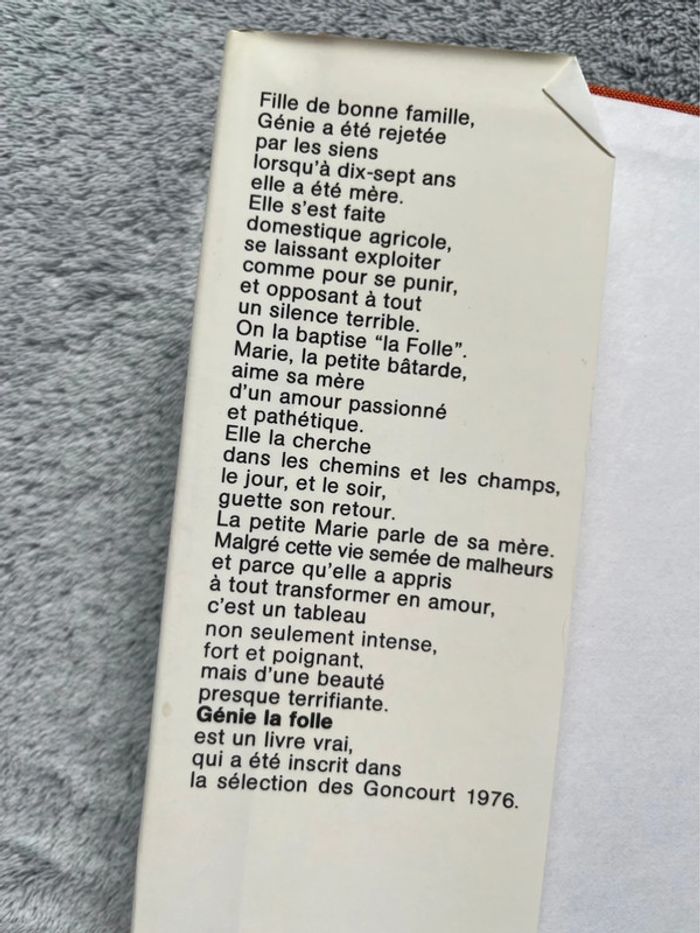 Fille de bonne famille,
Génie a été rejetée
par les siens
lorsqu'à dix-sept ans
elle a été mère.
Elle s'est faite
domestique agricole,
se laissant exploiter
comme pour se punir,
et opposant à tout
un silence terrible.
On la baptise "la Folle".
Marie, la petite bâtarde,
aime sa mère
d'un amour passionné
et pathétique.
Elle la cherche
dans les chemins et les champs,
le jour, et le soir,
guette son retour.
La petite Marie parle de sa mère.
Malgré cette vie semée de malheurs
et parce qu'elle a appris
à tout transformer en amour,
c'est un tableau
non seulement intense,
fort et poignant,
mais d'une beauté
presque terrifiante.
Génie la folle
est un livre vrai,
qui a été inscrit dans
la sélection des Goncourt 1976.